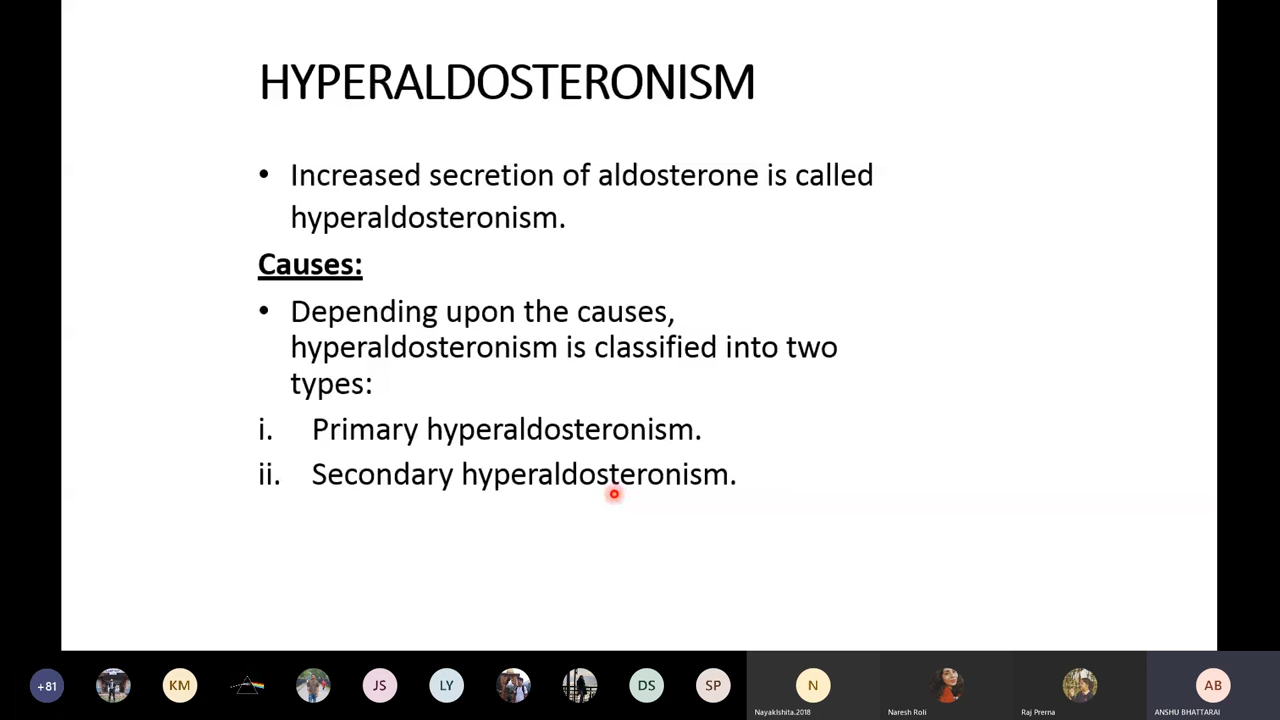 HYPERALDOSTERONISM
• Increased secretion of aldosterone is called
hyperaldosteronism.
Causes:
• Depending upon the causes,
hyperaldosteronism is classified into two
types:
i. Primary hyperaldosteronism.
ii. Secondary hyperaldosteronism.
+81 KM JS LY DS SP N AB
NayakIshita.2018 Naresh Roli Raj Prerna ANSHU BHATTARAI